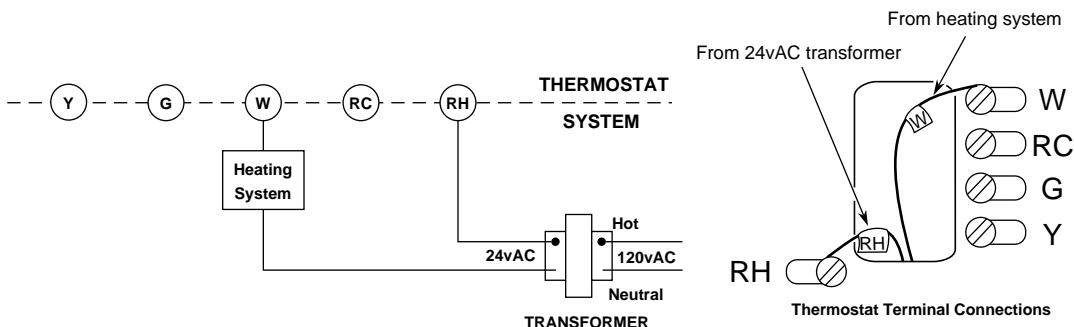 From heating system
From 24vAC transformer
THERMOSTAT
Y G W RC RH
SYSTEM
Heating
System
Hot
24vAC 120vAC
Neutral
TRANSFORMER
W
W
RC
G
Y
RH
RH
Thermostat Terminal Connections